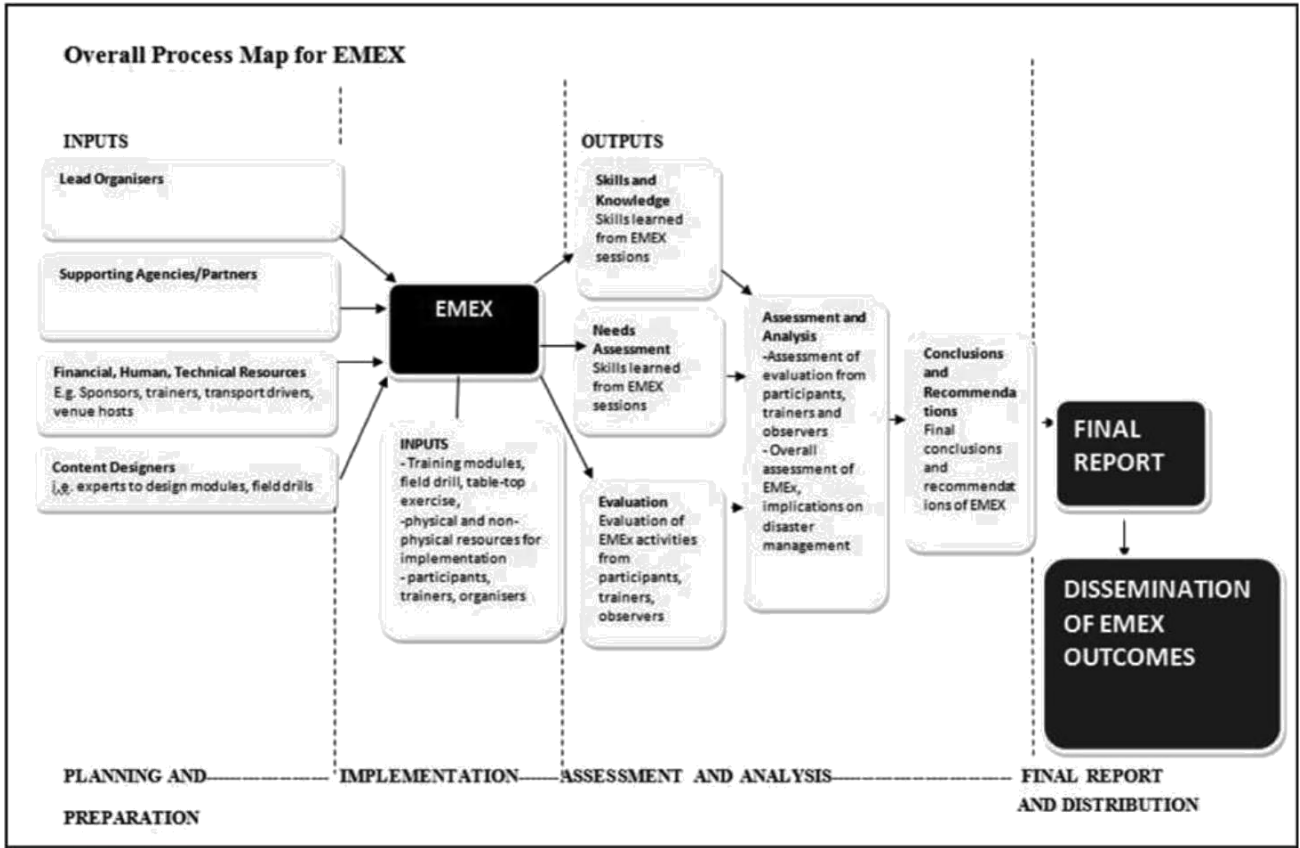 Overall Process Map for EMEX
INPUTS
Lead Organisers
Supporting Agencies/Partners
Financial, Human, Technical Resources
E.g. Sponsors, trainers, transport drivers,
venue hosts
Content Designers
i.e. experts to design modules, field drills
EMEX
INPUTS
- Training modules,
field drill, table-top
exercise,
-physical and non-
physical resources for
implementation
- participants,
trainers, organisers
OUTPUTS
Skills and
Knowledge
Skills learned
from EMEX
sessions
Needs
Assessment
Skills learned
from EMEX
sessions
Evaluation
Evaluation of
EMEx activities
from
participants,
trainers,
observers
Assessment and
Analysis
-Assessment of
evaluation from
participants,
trainers and
observers
- Overall
assessment of
EMEx,
implications on
disaster
management
Conclusions
and
Recommenda
tions
Final
conclusions
and
recommendat
ions of EMEX
FINAL
REPORT
DISSEMINATION
OF EMEX
OUTCOMES
PLANNING AND
PREPARATION
IMPLEMENTATION
ASSESSMENT AND ANALYSIS
FINAL REPORT
AND DISTRIBUTION